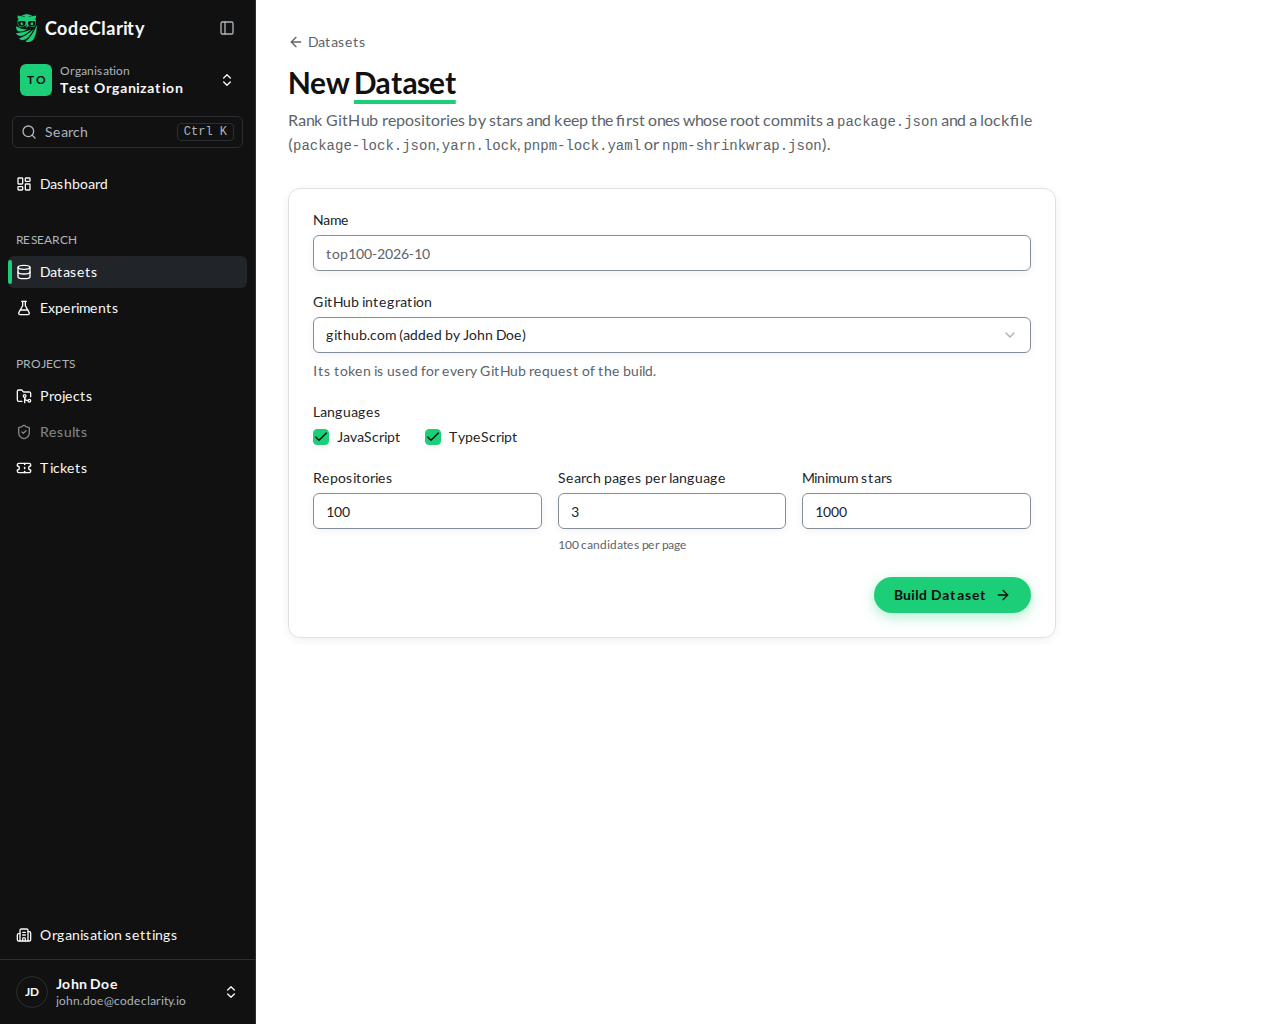 CodeClarity
TO
Organisation
Test Organization
Search
Ctrl K
Dashboard
RESEARCH
Datasets
Experiments
PROJECTS
Projects
Results
Tickets
Organisation settings
JD
John Doe
john.doe@codeclarity.io
Datasets
New Dataset
Rank GitHub repositories by stars and keep the first ones whose root commits a package.json and a lockfile
(package-lock.json, yarn.lock, pnpm-lock.yaml or npm-shrinkwrap.json).
Name
top100-2026-10
GitHub integration
github.com (added by John Doe)
Its token is used for every GitHub request of the build.
Languages
JavaScript
TypeScript
Repositories
Search pages per language
Minimum stars
100
3
1000
100 candidates per page
Build Dataset